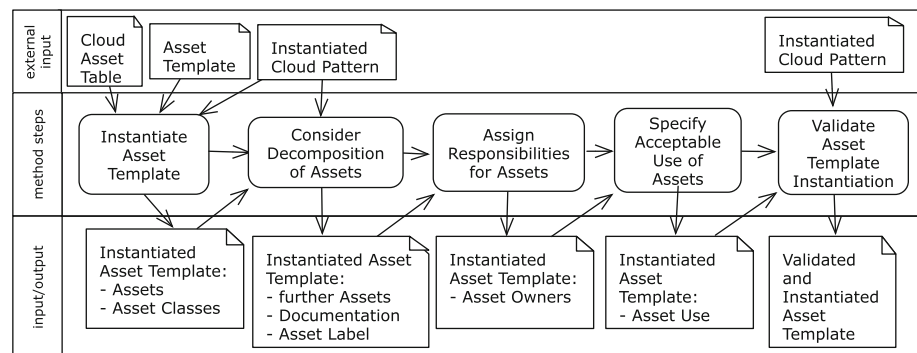 external
input
Cloud
Asset
Table
Asset
Template
Instantiated
Cloud Pattern
Instantiated
Cloud Pattern
method steps
Instantiate
Asset
Template
Consider
Decomposition
of Assets
Assign
Responsibilities
for Assets
Specify
Acceptable
Use of
Assets
Validate
Asset
Template
Instantiation
input/output
Instantiated
Asset Template:
- Assets
- Asset Classes
Instantiated Asset
Template:
- further Assets
- Documentation
- Asset Label
Instantiated
Asset Template:
- Asset Owners
Instantiated
Asset
Template:
- Asset Use
Validated
and
Instantiated
Asset
Template